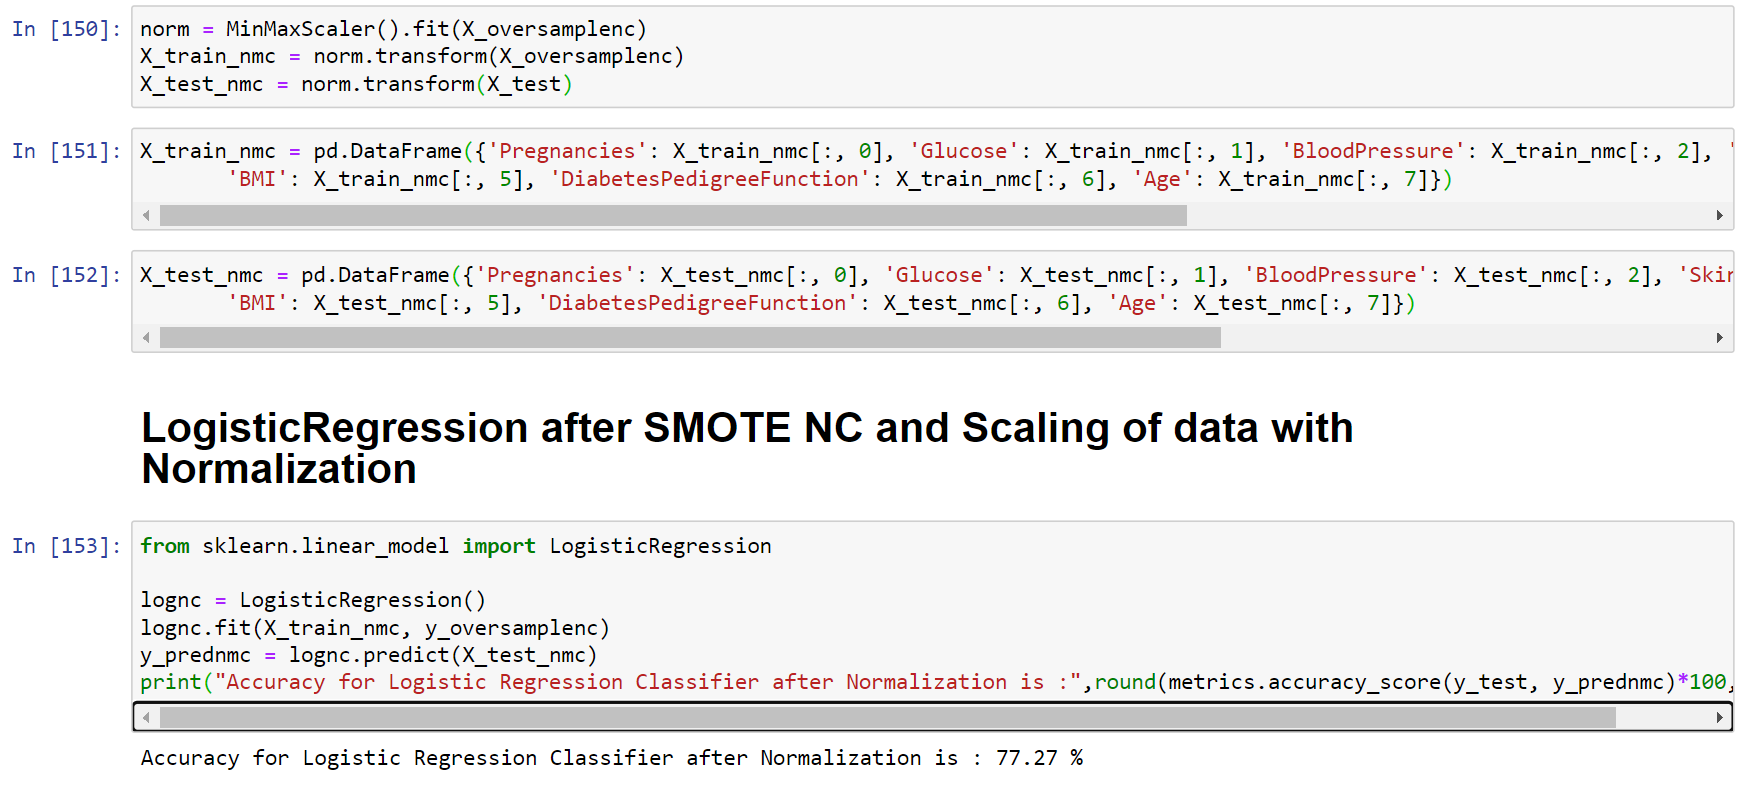 In [150]: norm = MinMaxScaler().fit(X_oversamplenc)
X_train_nmc = norm.transform(X_oversamplenc)
X_test_nmc = norm.transform(X_test)
In [151]: X_train_nmc = pd.DataFrame({'Pregnancies': X_train_nmc[:, 0], 'Glucose': X_train_nmc[:, 1], 'BloodPressure': X_train_nmc[:, 2], '
'BMI': X_train_nmc[:, 5], 'DiabetesPedigreeFunction': X_train_nmc[:, 6], 'Age': X_train_nmc[:, 7]})
In [152]: X_test_nmc = pd.DataFrame({'Pregnancies': X_test_nmc[:, 0], 'Glucose': X_test_nmc[:, 1], 'BloodPressure': X_test_nmc[:, 2], 'Skin
'BMI': X_test_nmc[:, 5], 'DiabetesPedigreeFunction': X_test_nmc[:, 6], 'Age': X_test_nmc[:, 7]})
LogisticRegression after SMOTE NC and Scaling of data with
Normalization
In [153]: from sklearn.linear_model import LogisticRegression
lognc = LogisticRegression()
lognc.fit(X_train_nmc, y_oversamplenc)
y_prednmc = lognc.predict(X_test_nmc)
print("Accuracy for Logistic Regression Classifier after Normalization is :",round(metrics.accuracy_score(y_test, y_prednmc)*100,
Accuracy for Logistic Regression Classifier after Normalization is : 77.27 %